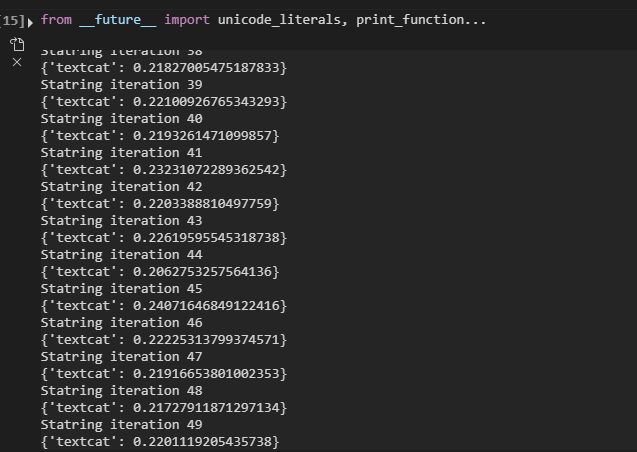 [15] from __future__ import unicode_literals, print_function...
Statring iteration 38
{'textcat': 0.21827005475187833}
Statring iteration 39
{'textcat': 0.22100926765343293}
Statring iteration 40
{'textcat': 0.2193261471099857}
Statring iteration 41
{'textcat': 0.23231072289362542}
Statring iteration 42
{'textcat': 0.2203388810497759}
Statring iteration 43
{'textcat': 0.22619595545318738}
Statring iteration 44
{'textcat': 0.2062753257564136}
Statring iteration 45
{'textcat': 0.24071646849122416}
Statring iteration 46
{'textcat': 0.22225313799374571}
Statring iteration 47
{'textcat': 0.21916653801002353}
Statring iteration 48
{'textcat': 0.21727911871297134}
Statring iteration 49
{'textcat': 0.2201119205435738}